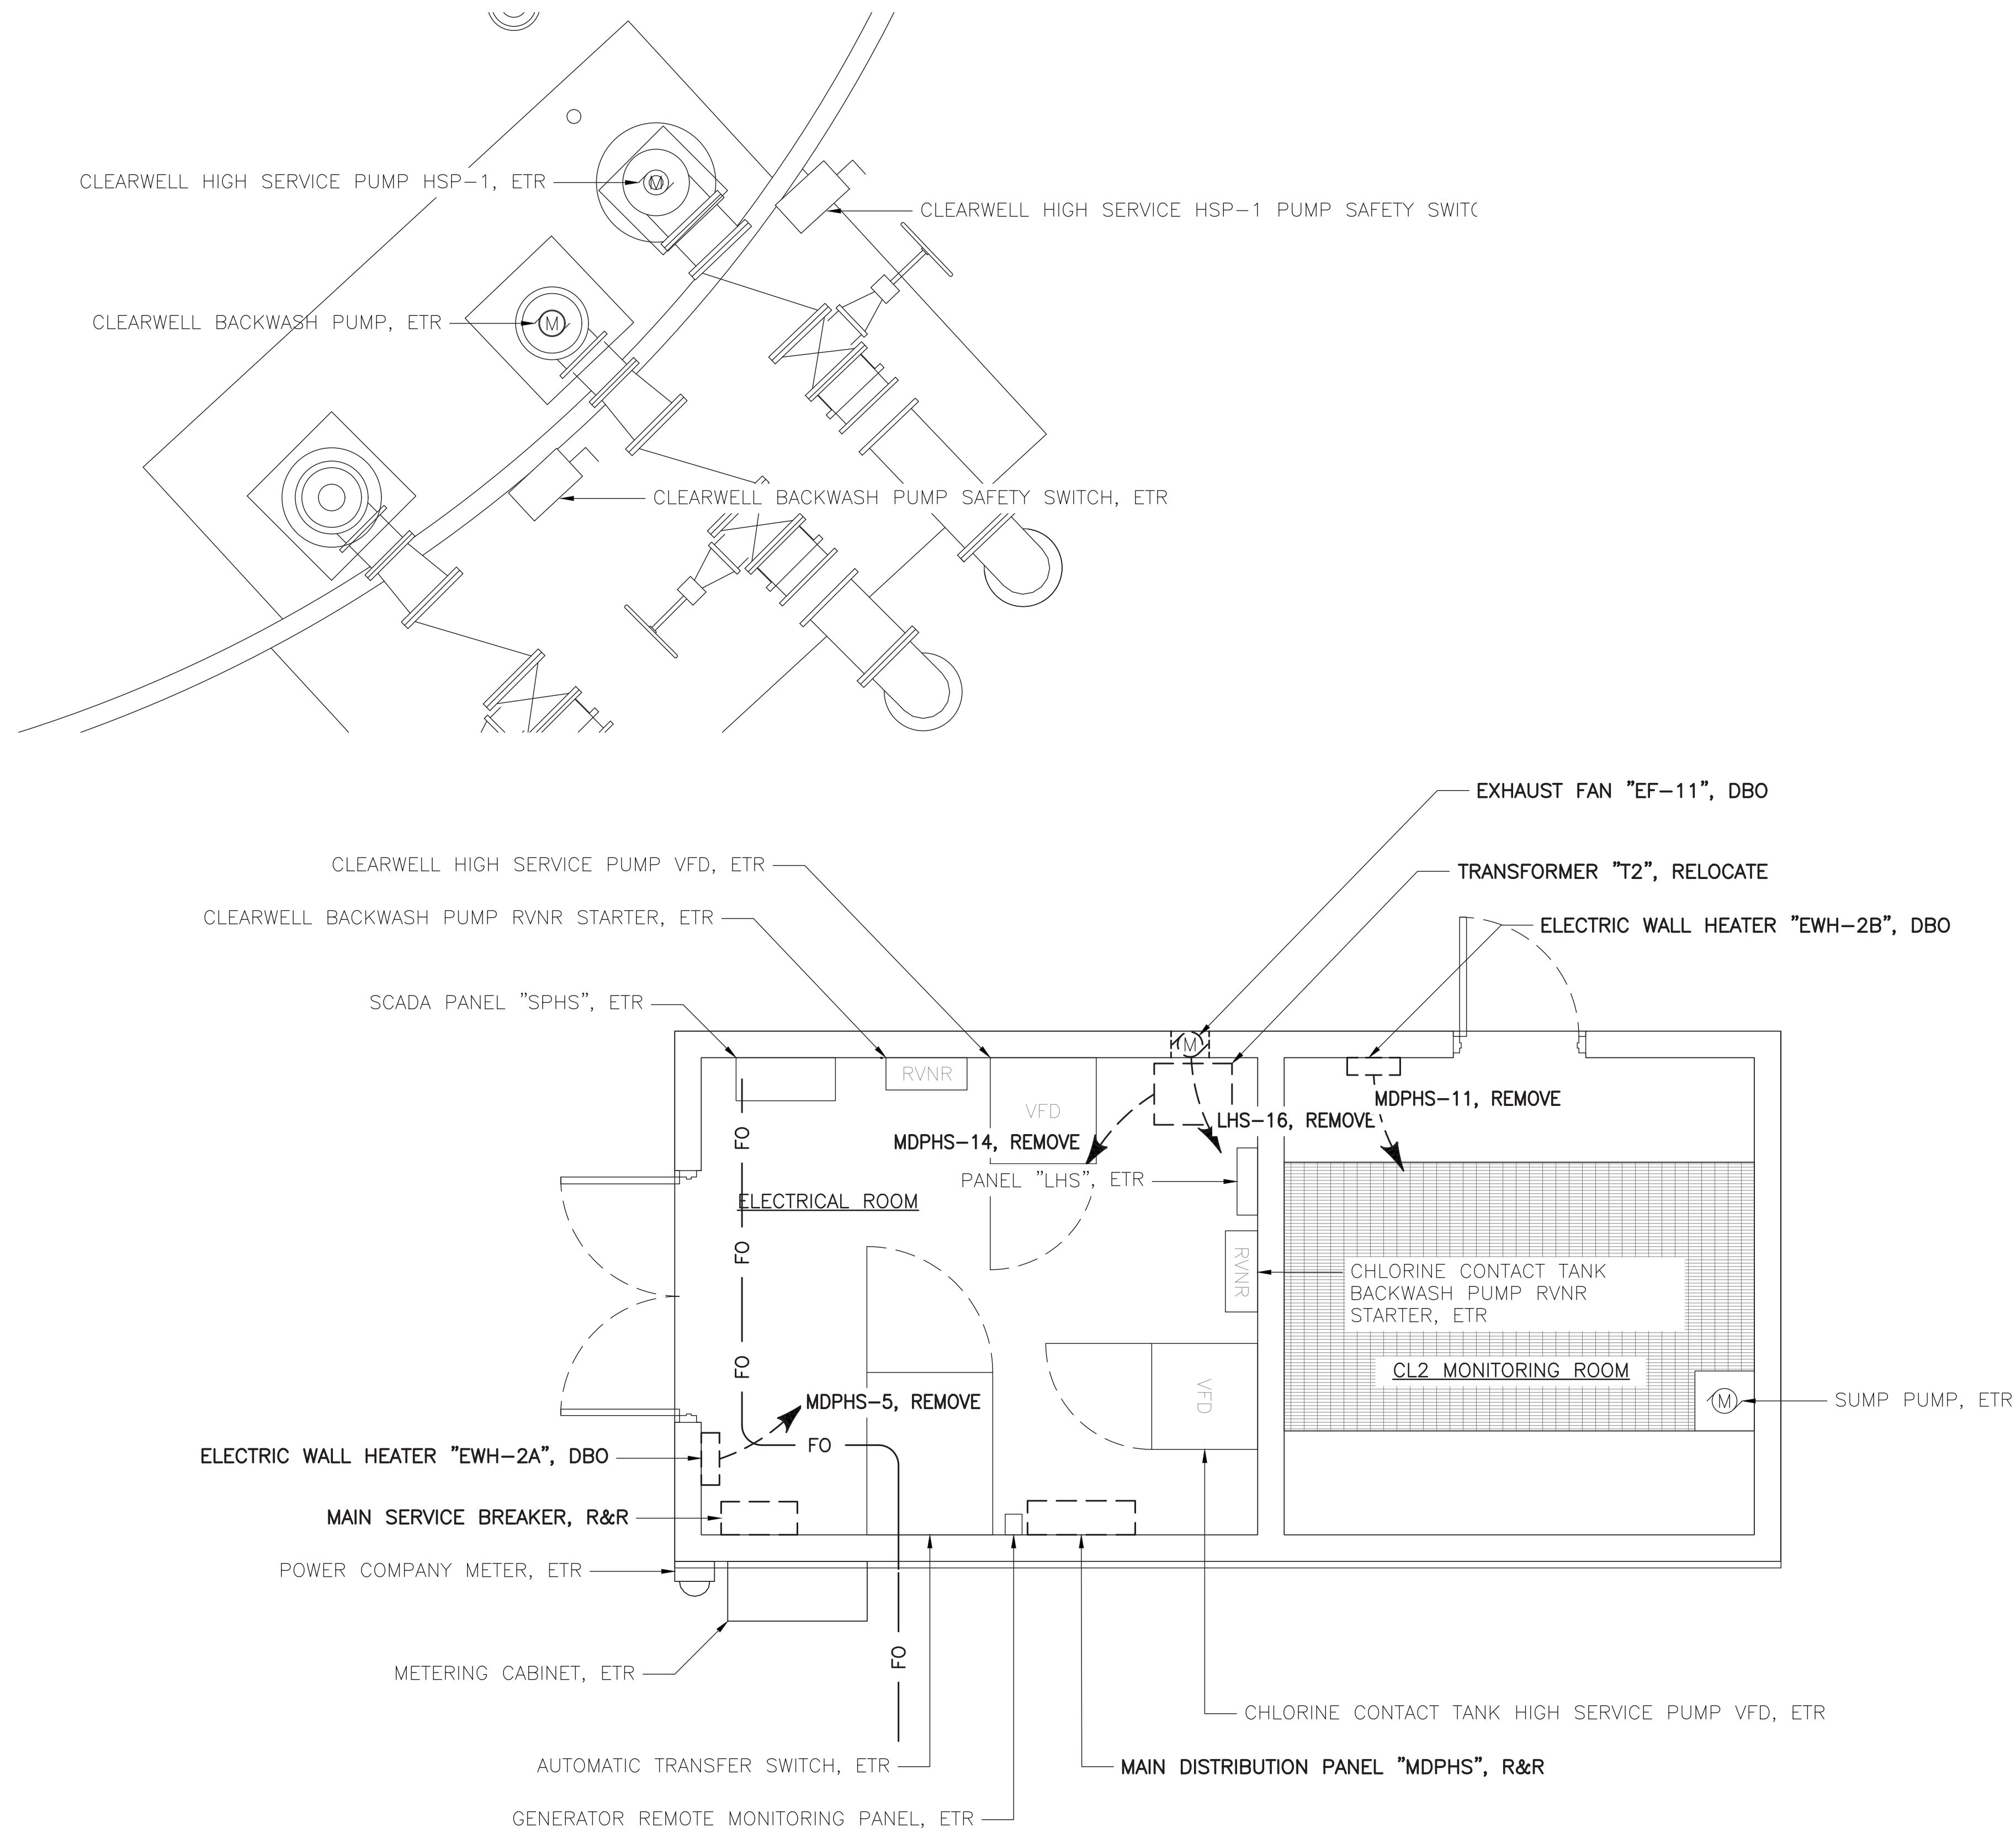 CLEARWELL HIGH SERVICE PUMP HSP-1, ETR
M
CLEARWELL HIGH SERVICE HSP-1 PUMP SAFETY SWITC
CLEARWELL BACKWASH PUMP, ETR
M
CLEARWELL BACKWASH PUMP SAFETY SWITCH, ETR
EXHAUST FAN "EF-11", DBO
CLEARWELL HIGH SERVICE PUMP VFD, ETR
TRANSFORMER "T2", RELOCATE
CLEARWELL BACKWASH PUMP RVNR STARTER, ETR
ELECTRIC WALL HEATER "EWH-2B", DBO
SCADA PANEL "SPHS", ETR
M
RVNR
VFD
MDPHS-11, REMOVE
LHS-16, REMOVE
MDPHS-14, REMOVE
FO
PANEL "LHS", ETR
ELECTRICAL ROOM
FO
RVNR
CHLORINE CONTACT TANK
BACKWASH PUMP RVNR
STARTER, ETR
FO
CL2 MONITORING ROOM
VFD
M
SUMP PUMP, ETR
MDPHS-5, REMOVE
FO
ELECTRIC WALL HEATER "EWH-2A", DBO
MAIN SERVICE BREAKER, R&R
POWER COMPANY METER, ETR
FO
METERING CABINET, ETR
CHLORINE CONTACT TANK HIGH SERVICE PUMP VFD, ETR
AUTOMATIC TRANSFER SWITCH, ETR
MAIN DISTRIBUTION PANEL "MDPHS", R&R
GENERATOR REMOTE MONITORING PANEL, ETR